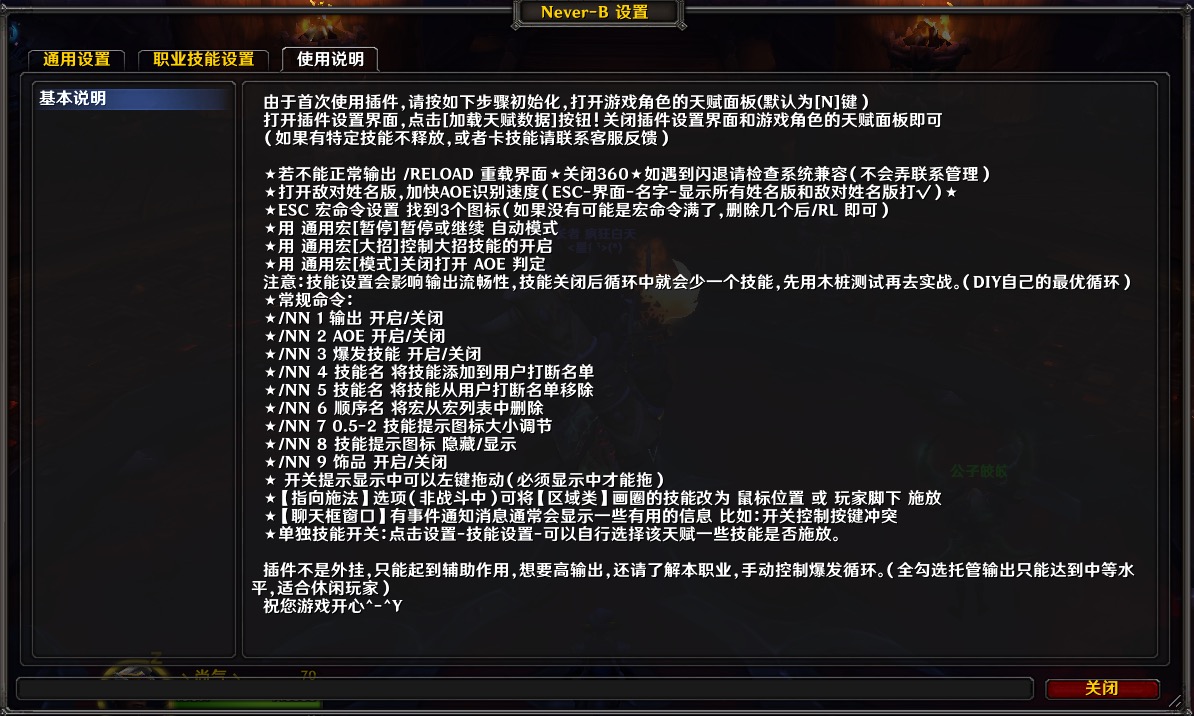 Never-B 设置
通用设置 职业技能设置 使用说明
基本说明
由于首次使用插件,请按如下步骤初始化,打开游戏角色的天赋面板(默认为[N]键)
打开插件设置界面,点击[加载天赋数据]按钮!关闭插件设置界面和游戏角色的天赋面板即可
(如果有特定技能不释放,或者卡技能请联系客服反馈)
★若不能正常输出 /RELOAD 重载界面★关闭360★如遇到闪退请检查系统兼容(不会弄联系管理)
★打开敌对姓名版,加快AOE识别速度(ESC-界面-名字-显示所有姓名版和敌对姓名版打√)★
★ESC 宏命令设置 找到3个图标(如果没有可能是宏命令满了,删除几个后/RL 即可)
★用 通用宏[暂停]暂停或继续 自动模式
★用 通用宏[大招]控制大招技能的开启
★用 通用宏[模式]关闭打开 AOE 判定
注意:技能设置会影响输出流畅性,技能关闭后循环中就会少一个技能,先用木桩测试再去实战。(DIY自己的最优循环)
★常规命令:
★/NN 1 输出 开启/关闭
★/NN 2 AOE 开启/关闭
★/NN 3 爆发技能 开启/关闭
★/NN 4 技能名 将技能添加到用户打断名单
★/NN 5 技能名 将技能从用户打断名单移除
★/NN 6 顺序名 将宏从宏列表中删除
★/NN 7 0.5-2 技能提示图标大小调节
★/NN 8 技能提示图标 隐藏/显示
★/NN 9 饰品 开启/关闭
★ 开关提示显示中可以左键拖动(必须显示中才能拖)
★【指向施法】选项(非战斗中)可将【区域类】画圈的技能改为 鼠标位置 或 玩家脚下 施放
★【聊天框窗口】有事件通知消息通常会显示一些有用的信息 比如:开关控制按键冲突
★单独技能开关:点击设置-技能设置-可以自行选择该天赋一些技能是否施放。
插件不是外挂,只能起到辅助作用,想要高输出,还请了解本职业,手动控制爆发循环。(全勾选托管输出只能达到中等水
平,适合休闲玩家)
祝您游戏开心^-^Y
关闭